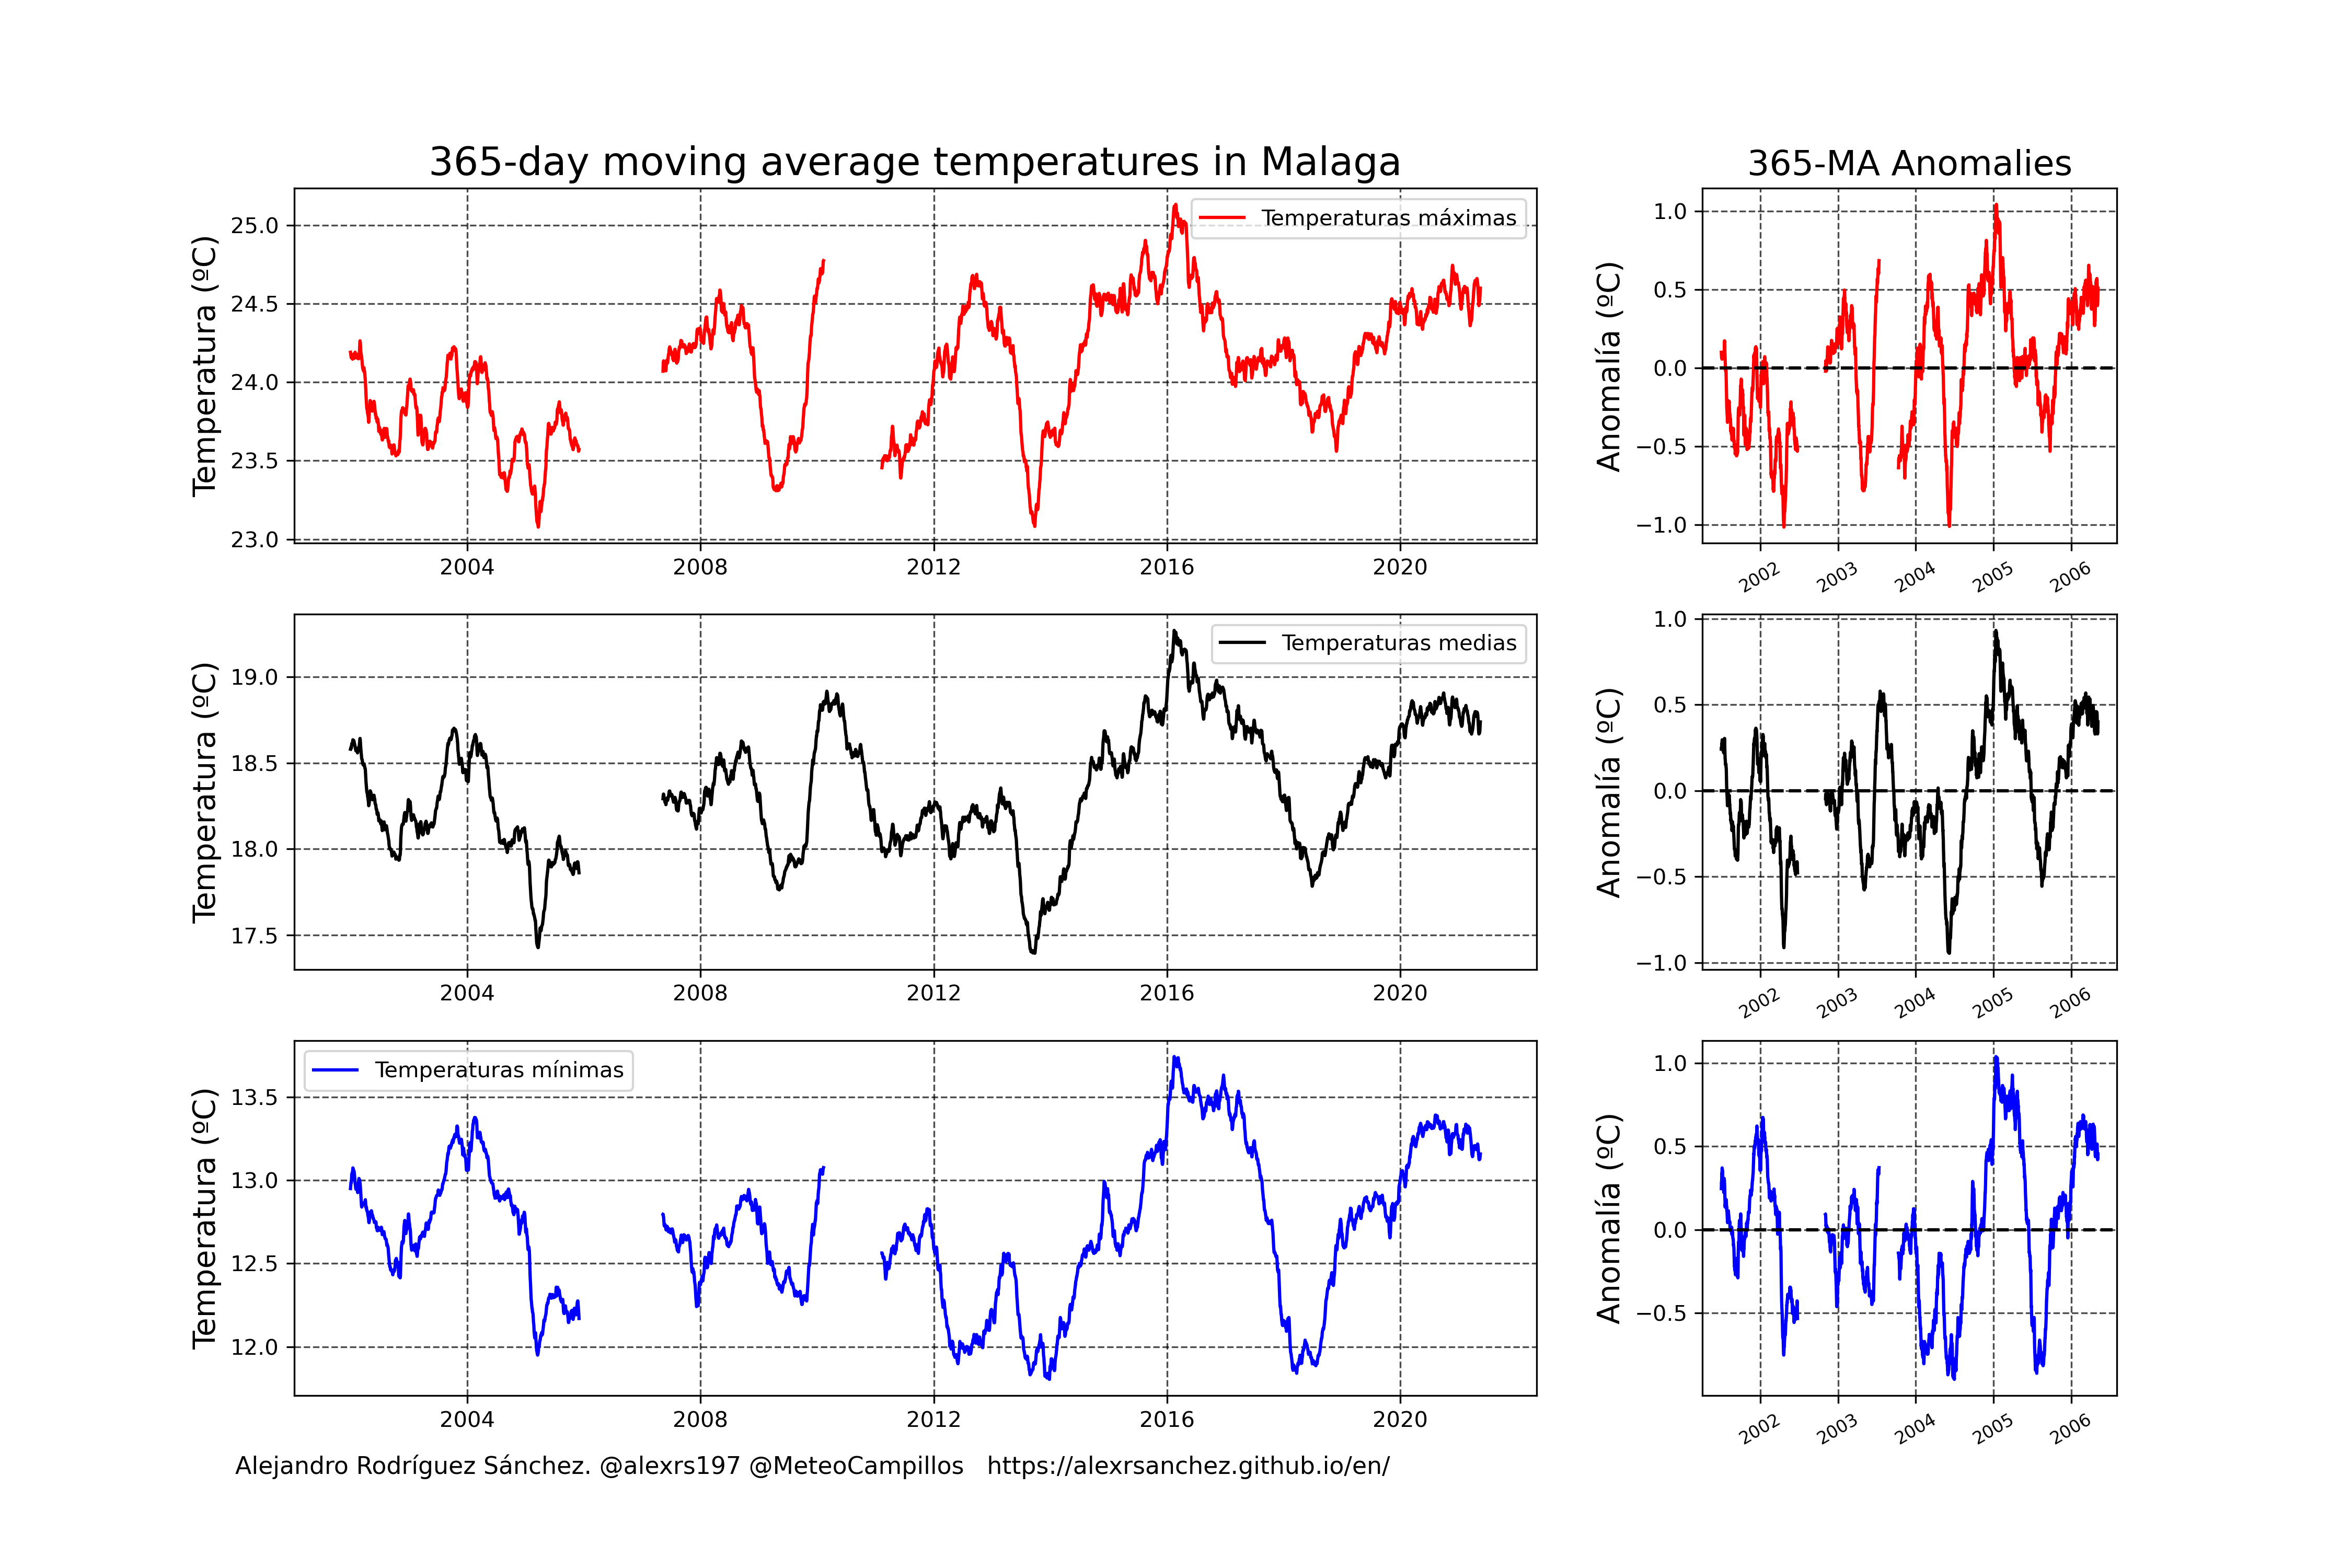 365-day moving average temperatures in Malaga
365-MA Anomalies
Temperatura (ºC)
25.0
24.5
24.0
23.5
23.0
Temperaturas máximas
2004 2008 2012 2016 2020
Anomalía (ºC)
1.0
0.5
0.0
−0.5
−1.0
2002 2003 2004 2005 2006
Temperatura (ºC)
19.0
18.5
18.0
17.5
Temperaturas medias
2004 2008 2012 2016 2020
Anomalía (ºC)
1.0
0.5
0.0
−0.5
−1.0
2002 2003 2004 2005 2006
Temperatura (ºC)
13.5
13.0
12.5
12.0
Temperaturas mínimas
2004 2008 2012 2016 2020
Anomalía (ºC)
1.0
0.5
0.0
−0.5
2002 2003 2004 2005 2006
Alejandro Rodríguez Sánchez. @alexrs197 @MeteoCampillos https://alexrsanchez.github.io/en/